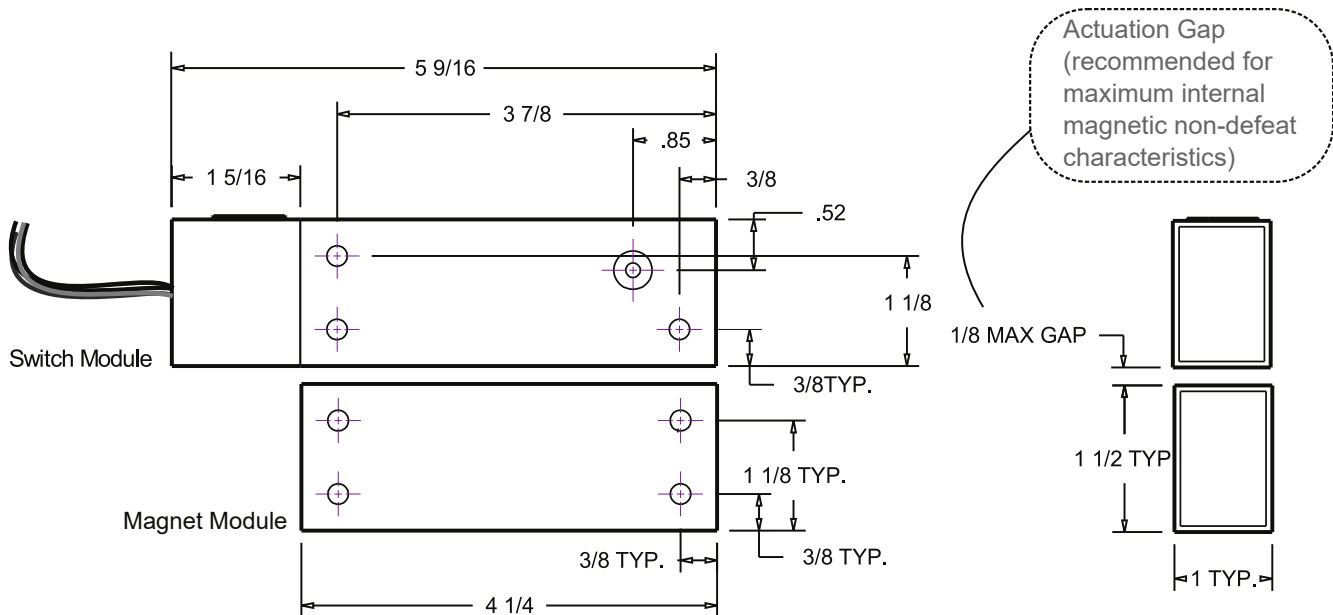 Actuation Gap
(recommended for
maximum internal
magnetic non-defeat
characteristics)
5 9/16
3 7/8
.85
1 5/16
3/8
.52
1 1/8
1/8 MAX GAP
Switch Module
3/8TYP.
1 1/8 TYP.
1 1/2 TYP
Magnet Module
3/8 TYP.
3/8 TYP.
1 TYP.
4 1/4